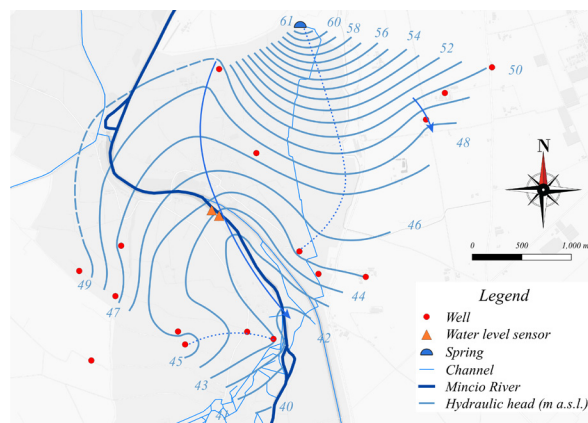 61
60
58
56
54
52
50
48
46
44
42
49
47
45
43
41
40
N
0
500
1,000 m
Legend
Well
Water level sensor
Spring
Channel
Mincio River
Hydraulic head (m a.s.l.)